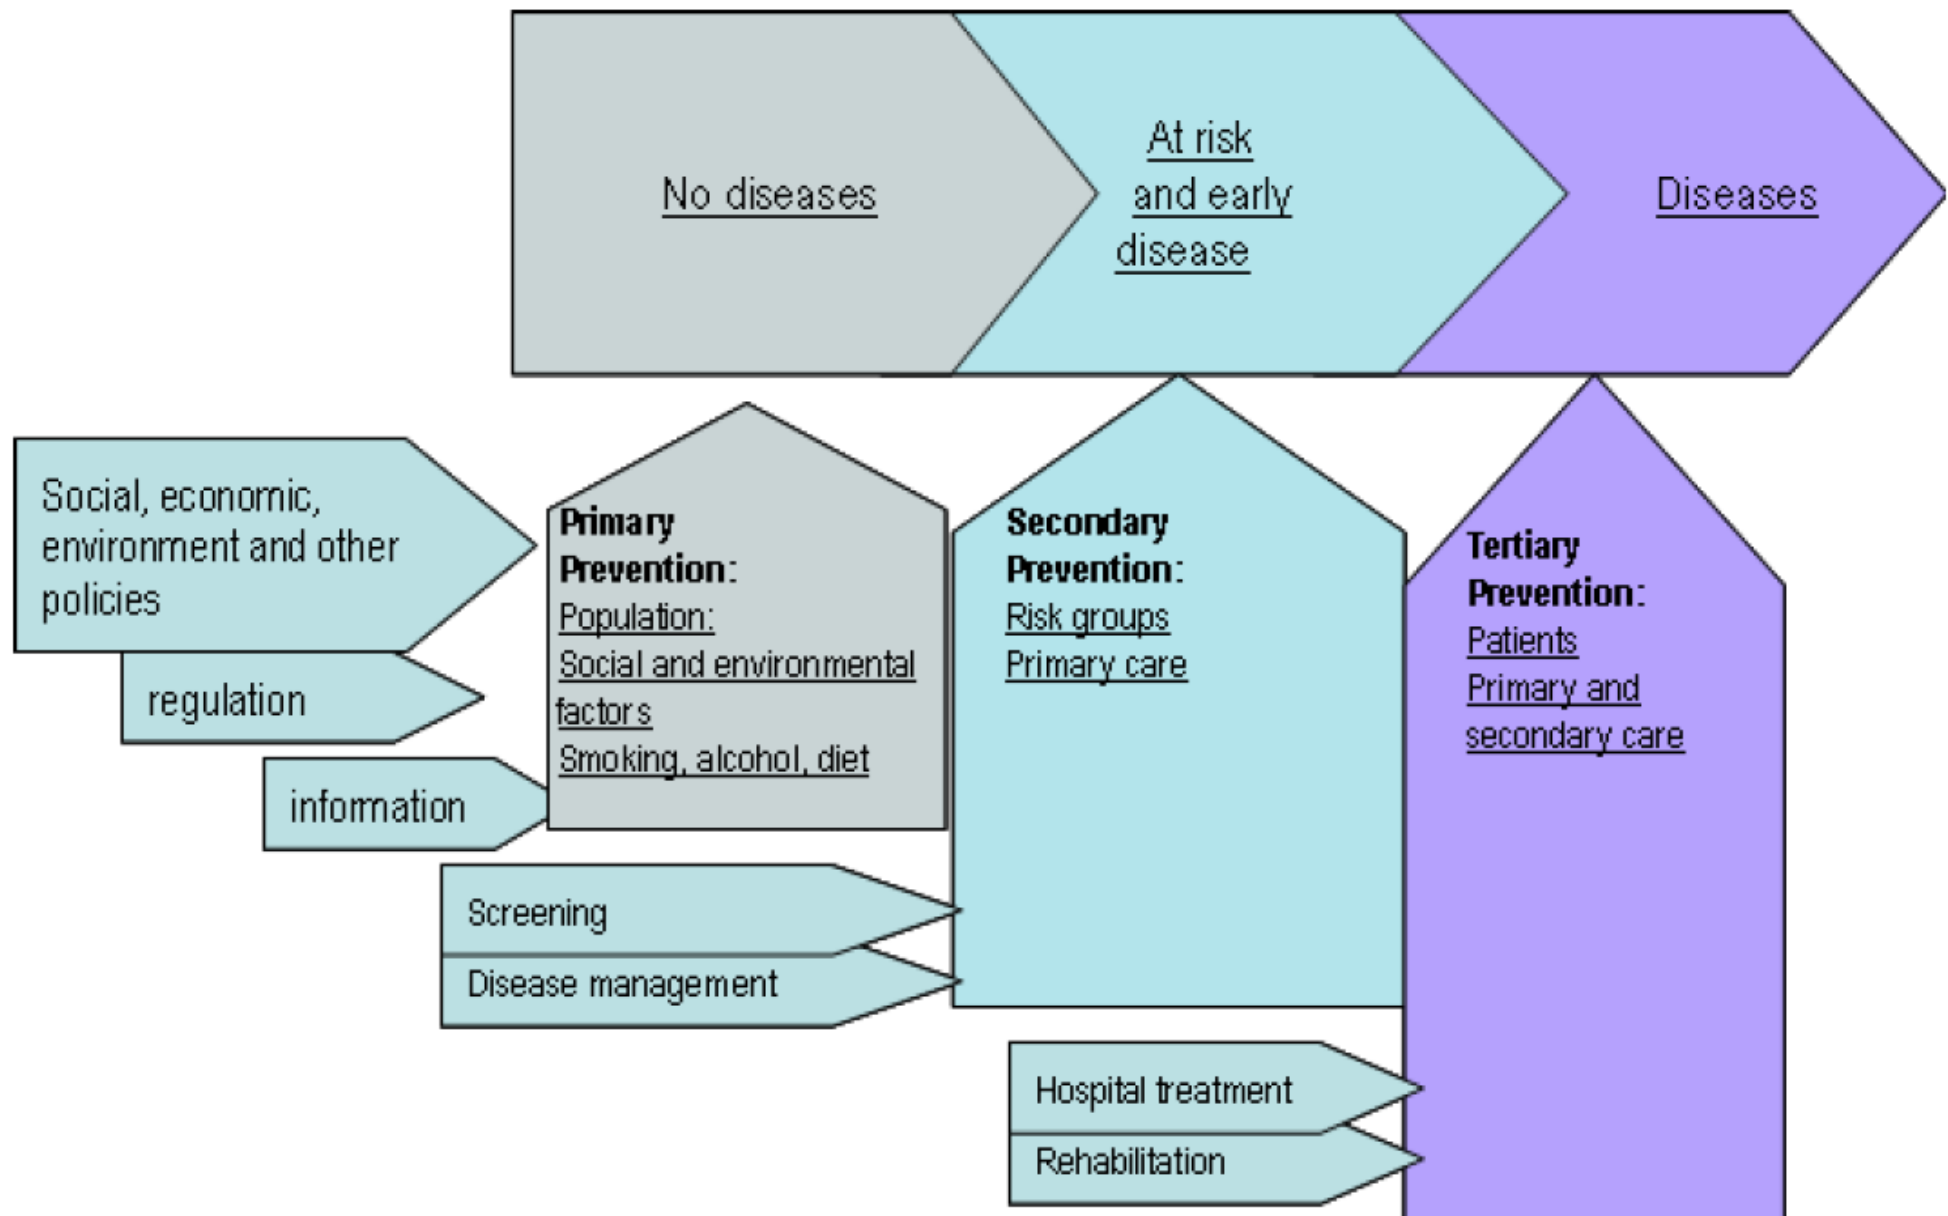 No diseases
At risk
and early
disease
Diseases
Social, economic,
environment and other
policies
regulation
information
Primary
Prevention:
Population:
Social and environmental
factors
Smoking, alcohol, diet
Secondary
Prevention:
Risk groups
Primary care
Tertiary
Prevention:
Patients
Primary and
secondary care
Screening
Disease management
Hospital treatment
Rehabilitation